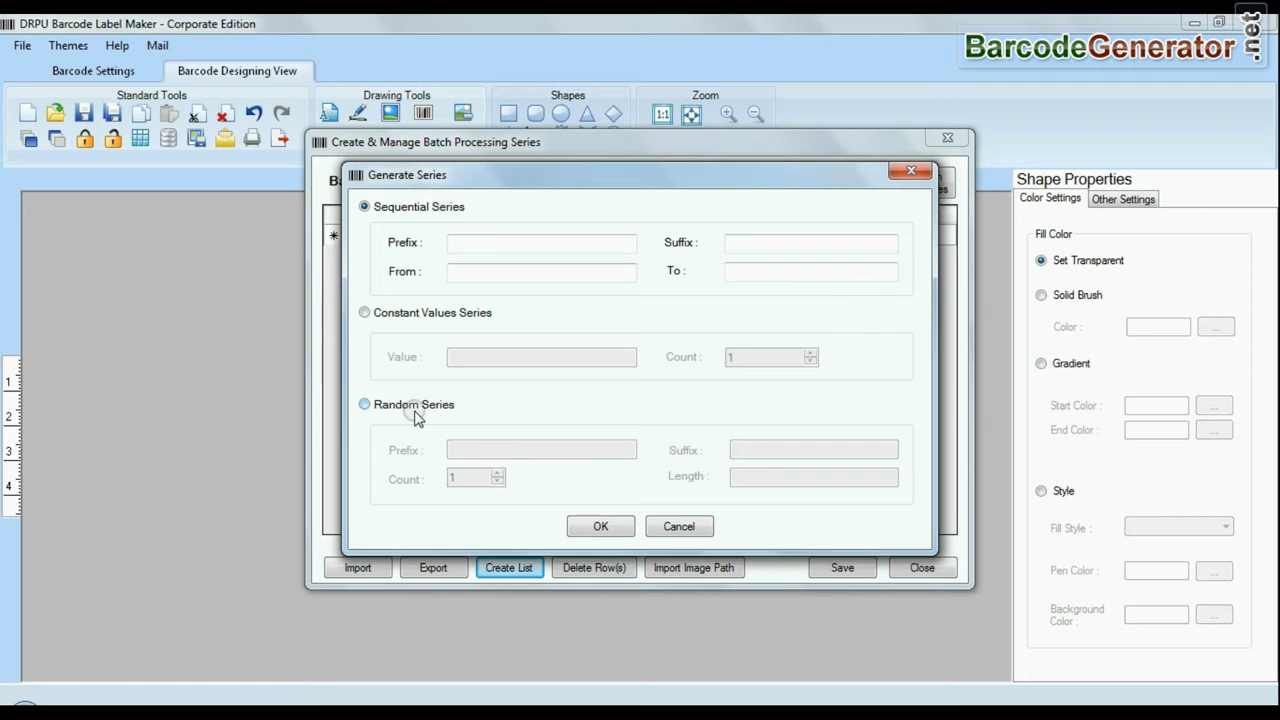 DRPU Barcode Label Maker - Corporate Edition
File Themes Help Mail
BarcodeGenerator.net
Barcode Settings Barcode Designing View
Standard Tools Drawing Tools Shapes Zoom
1:1
Create & Manage Batch Processing Series
Generate Series
Sequential Series
Prefix : Suffix :
From : To :
Constant Values Series
Value : Count : 1
Random Series
Prefix : Suffix :
Count : 1 Length :
OK Cancel
Import Export Create List Delete Row(s) Import Image Path Save Close
Shape Properties
Color Settings Other Settings
Fill Color
Set Transparent
Solid Brush
Color : ...
Gradient
Start Color : ...
End Color : ...
Style
Fill Style :
Pen Color : ...
Background
Color : ...
1
2
3
4